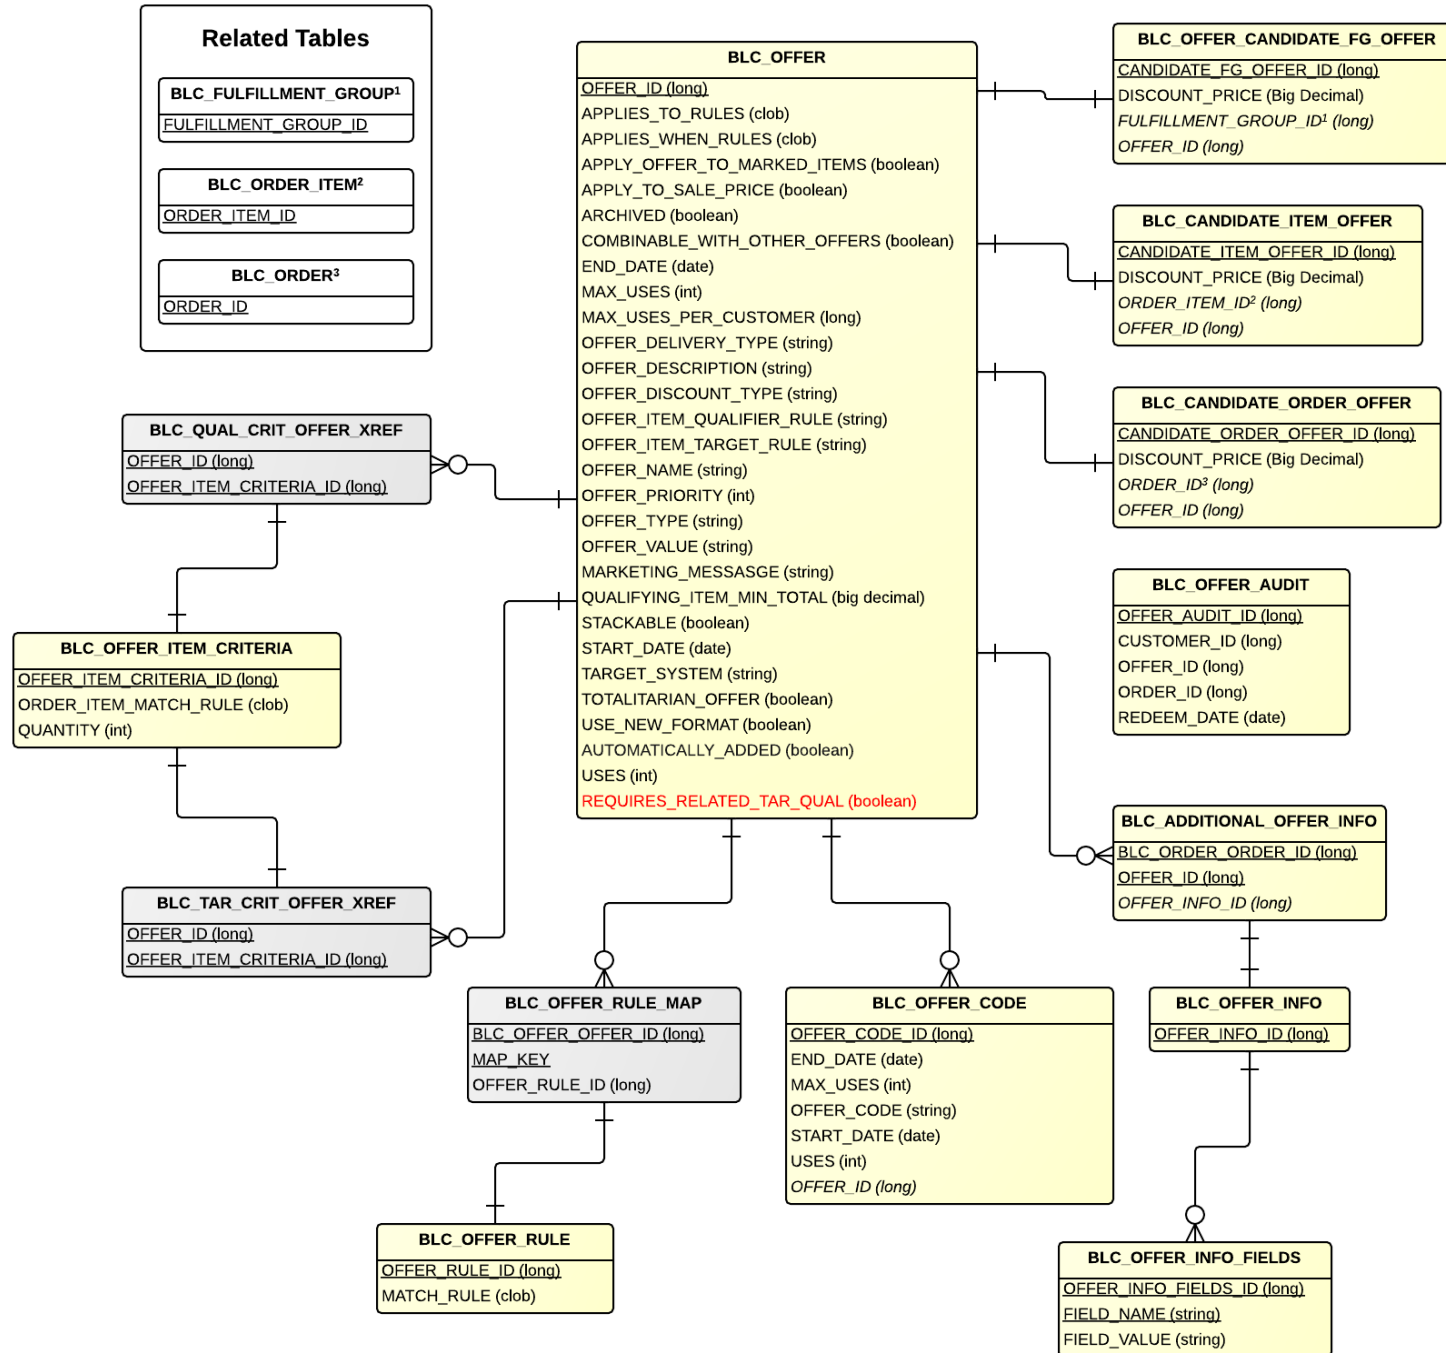 Related Tables
BLC_FULFILLMENT_GROUP¹
FULFILLMENT_GROUP_ID
BLC_ORDER_ITEM²
ORDER_ITEM_ID
BLC_ORDER³
ORDER_ID
BLC_QUAL_CRIT_OFFER_XREF
OFFER_ID (long)
OFFER_ITEM_CRITERIA_ID (long)
BLC_OFFER_ITEM_CRITERIA
OFFER_ITEM_CRITERIA_ID (long)
ORDER_ITEM_MATCH_RULE (clob)
QUANTITY (int)
BLC_TAR_CRIT_OFFER_XREF
OFFER_ID (long)
OFFER_ITEM_CRITERIA_ID (long)
BLC_OFFER
OFFER_ID (long)
APPLIES_TO_RULES (clob)
APPLIES_WHEN_RULES (clob)
APPLY_OFFER_TO_MARKED_ITEMS (boolean)
APPLY_TO_SALE_PRICE (boolean)
ARCHIVED (boolean)
COMBINABLE_WITH_OTHER_OFFERS (boolean)
END_DATE (date)
MAX_USES (int)
MAX_USES_PER_CUSTOMER (long)
OFFER_DELIVERY_TYPE (string)
OFFER_DESCRIPTION (string)
OFFER_DISCOUNT_TYPE (string)
OFFER_ITEM_QUALIFIER_RULE (string)
OFFER_ITEM_TARGET_RULE (string)
OFFER_NAME (string)
OFFER_PRIORITY (int)
OFFER_TYPE (string)
OFFER_VALUE (string)
MARKETING_MESSASGE (string)
QUALIFYING_ITEM_MIN_TOTAL (big decimal)
STACKABLE (boolean)
START_DATE (date)
TARGET_SYSTEM (string)
TOTALITARIAN_OFFER (boolean)
USE_NEW_FORMAT (boolean)
AUTOMATICALLY_ADDED (boolean)
USES (int)
REQUIRES_RELATED_TAR_QUAL (boolean)
BLC_OFFER_CANDIDATE_FG_OFFER
CANDIDATE_FG_OFFER_ID (long)
DISCOUNT_PRICE (Big Decimal)
FULFILLMENT_GROUP_ID¹ (long)
OFFER_ID (long)
BLC_CANDIDATE_ITEM_OFFER
CANDIDATE_ITEM_OFFER_ID (long)
DISCOUNT_PRICE (Big Decimal)
ORDER_ITEM_ID² (long)
OFFER_ID (long)
BLC_CANDIDATE_ORDER_OFFER
CANDIDATE_ORDER_OFFER_ID (long)
DISCOUNT_PRICE (Big Decimal)
ORDER_ID³ (long)
OFFER_ID (long)
BLC_OFFER_AUDIT
OFFER_AUDIT_ID (long)
CUSTOMER_ID (long)
OFFER_ID (long)
ORDER_ID (long)
REDEEM_DATE (date)
BLC_ADDITIONAL_OFFER_INFO
BLC_ORDER_ORDER_ID (long)
OFFER_ID (long)
OFFER_INFO_ID (long)
BLC_OFFER_RULE_MAP
BLC_OFFER_OFFER_ID (long)
MAP_KEY
OFFER_RULE_ID (long)
BLC_OFFER_CODE
OFFER_CODE_ID (long)
END_DATE (date)
MAX_USES (int)
OFFER_CODE (string)
START_DATE (date)
USES (int)
OFFER_ID (long)
BLC_OFFER_INFO
OFFER_INFO_ID (long)
BLC_OFFER_RULE
OFFER_RULE_ID (long)
MATCH_RULE (clob)
BLC_OFFER_INFO_FIELDS
OFFER_INFO_FIELDS_ID (long)
FIELD_NAME (string)
FIELD_VALUE (string)